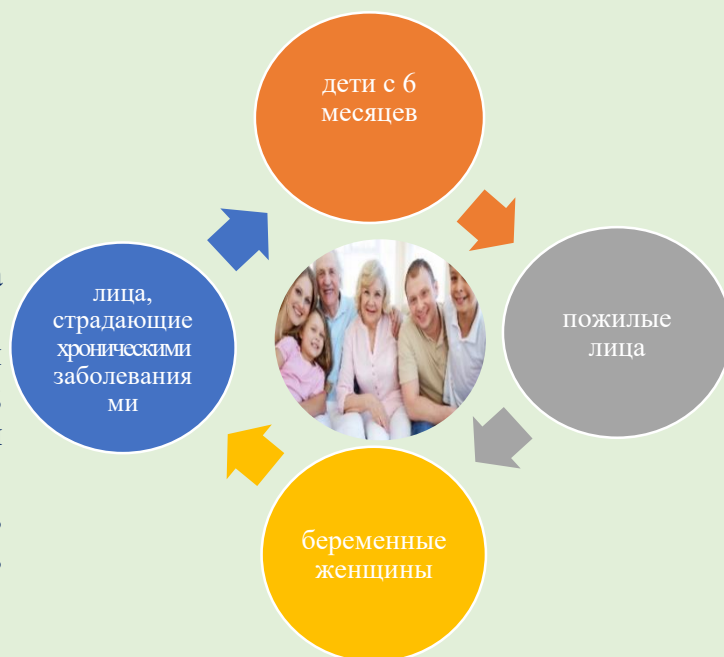 дети с 6
месяцев
лица,
страдающие
хроническими
заболевания
ми
пожилые
лица
беременные
женщины